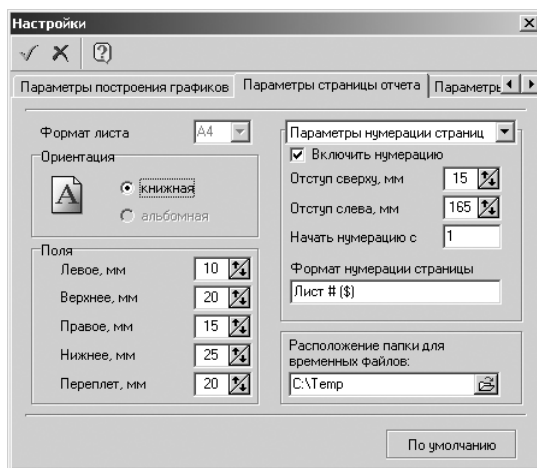 Настройки
Параметры построения графиков
Параметры страницы отчета
Параметры
Формат листа
A4
Ориентация
A
книжная
альбомная
Поля
Левое, мм
10
Верхнее, мм
20
Правое, мм
15
Нижнее, мм
25
Переплет, мм
20
Параметры нумерации страниц
Включить нумерацию
Отступ сверху, мм
15
Отступ слева, мм
165
Начать нумерацию с
1
Формат нумерации страницы
Лист # ($)
Расположение папки для
временных файлов:
C:\Temp
По умолчанию